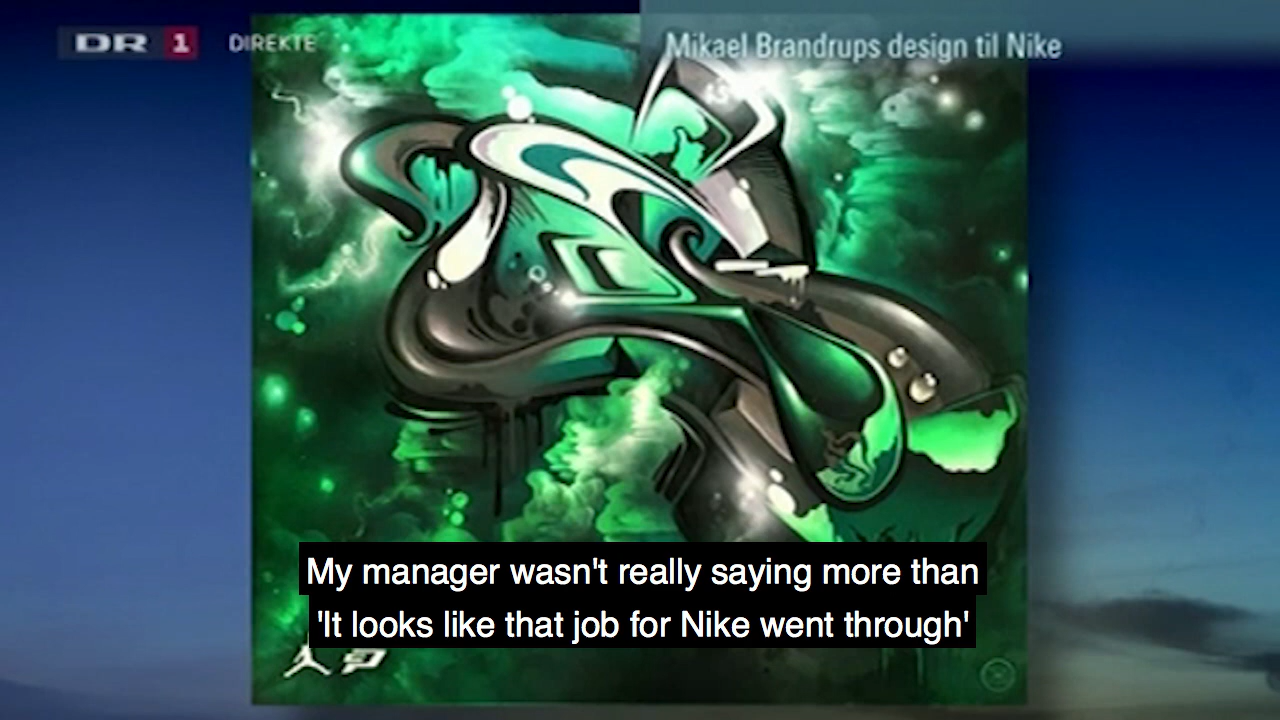 DR 1 DIREKTE
Mikael Brandrups design til Nike
My manager wasn't really saying more than
'It looks like that job for Nike went through'